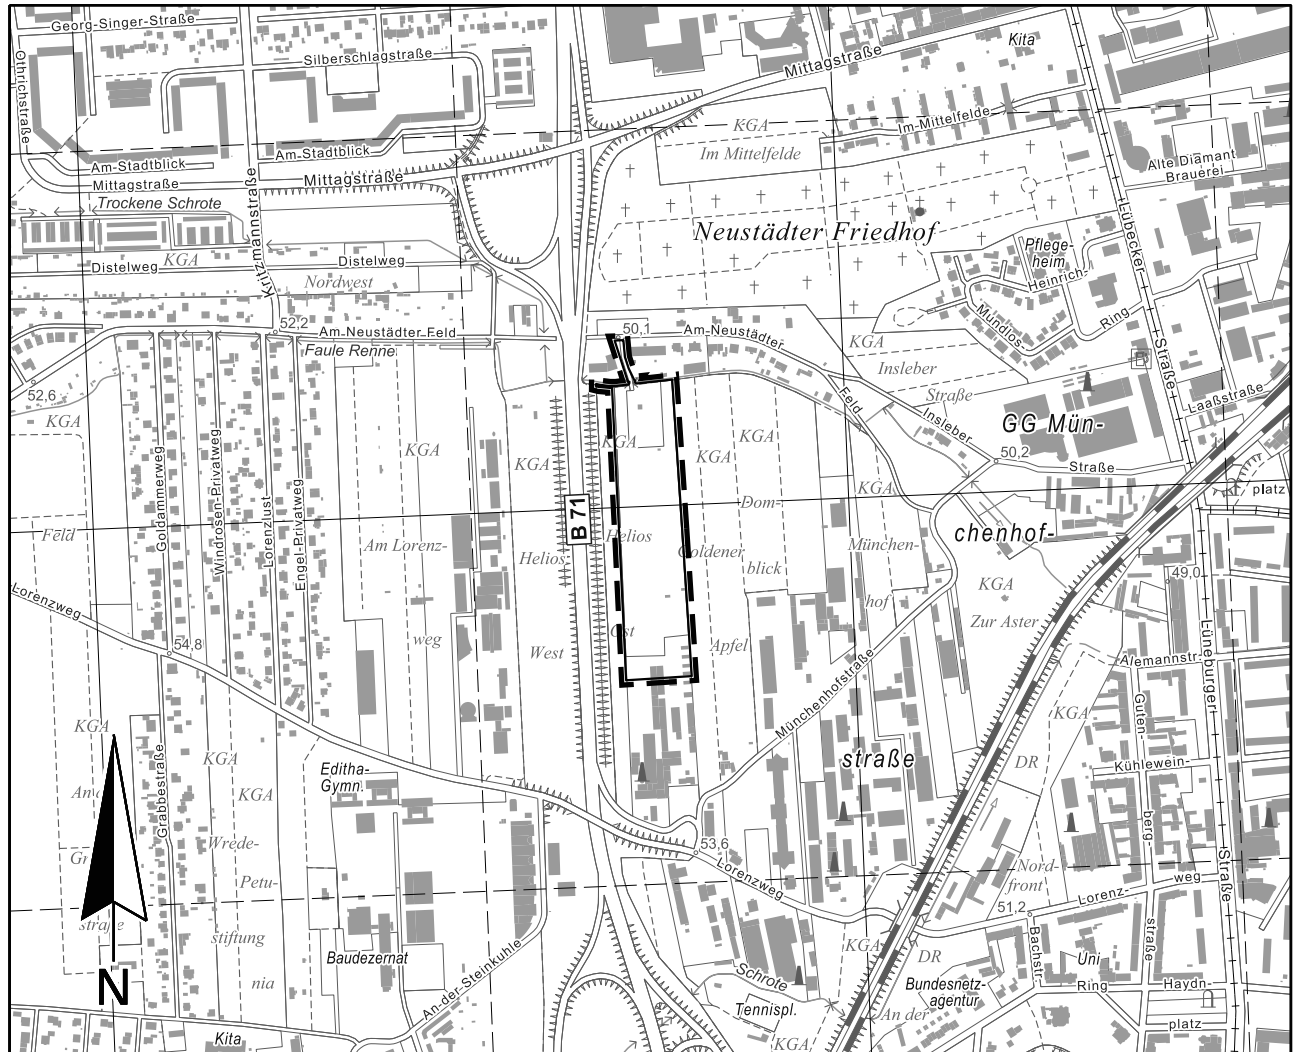 Georg-Singer-Straße
Othrichstraße
Silberschlagstraße
Mittagstraße
Kita
KGA
Im Mittelfelde
Im-Mittelfelde
Am-Stadtblick
Am-Stadtblick
Mittagstraße
Mittagstraße
Trockene Schrote
Kritzmannstraße
Alte Diamant
Brauerei
Lübecker
Straße
Neustädter Friedhof
Pflege-
heim
Heinrich-
Mundlos
Ring
Distelweg
KGA
Distelweg
Nordwest
52,2
Am Neustädter Feld
Faule Renne
50,1
Am-Neustädter
Feld
KGA
Insleber
Straße
52,6
KGA
Insleber
Straße
GG Mün-
chenhof-
straße
50,2
Laaßstraße
platz
KGA
KGA
KGA
KGA
KGA
KGA
B 71
Goldammerweg
Windrosen-Privatweg
Lorenzlust
Engel-Privatweg
Feld
Am Lorenz-
weg
Helios
West
Helios
Ost
Goldener
Apfel
Dom-
blick
München-
hof
KGA
Zur Aster
49,0
Lorenzweg
54,8
Münchenhofstraße
Alemannstr.
Lüneburger
Straße
Guten-
berg-
straße
Kühlewein-
KGA
DR
KGA
KGA
KGA
Grabbestraße
Wrede-
Petu-
stiftung
nia
straße
N
Editha-
Gymn.
53,6
Lorenzweg
Nord-
front
51,2
Lorenz-
weg
Bachstr.
Baudezernat
An-der-Steinkuhle
Kita
Schrote
Tennispl.
KGA
DR
Bundesnetz-
agentur
An der
KGA
Uni
Ring
Haydn-
platz